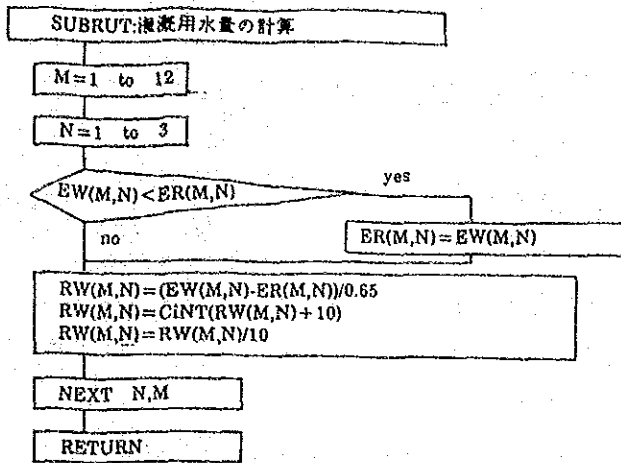 SUBRUT:灌漑用水量の計算
M=1 to 12
N=1 to 3
EW(M,N)<ER(M,N)
yes
no
ER(M,N)=EW(M,N)
RW(M,N)=(EW(M,N)-ER(M,N))/0.65
RW(M,N)=CiNT(RW(M,N)+10)
RW(M,N)=RW(M,N)/10
NEXT N,M
RETURN